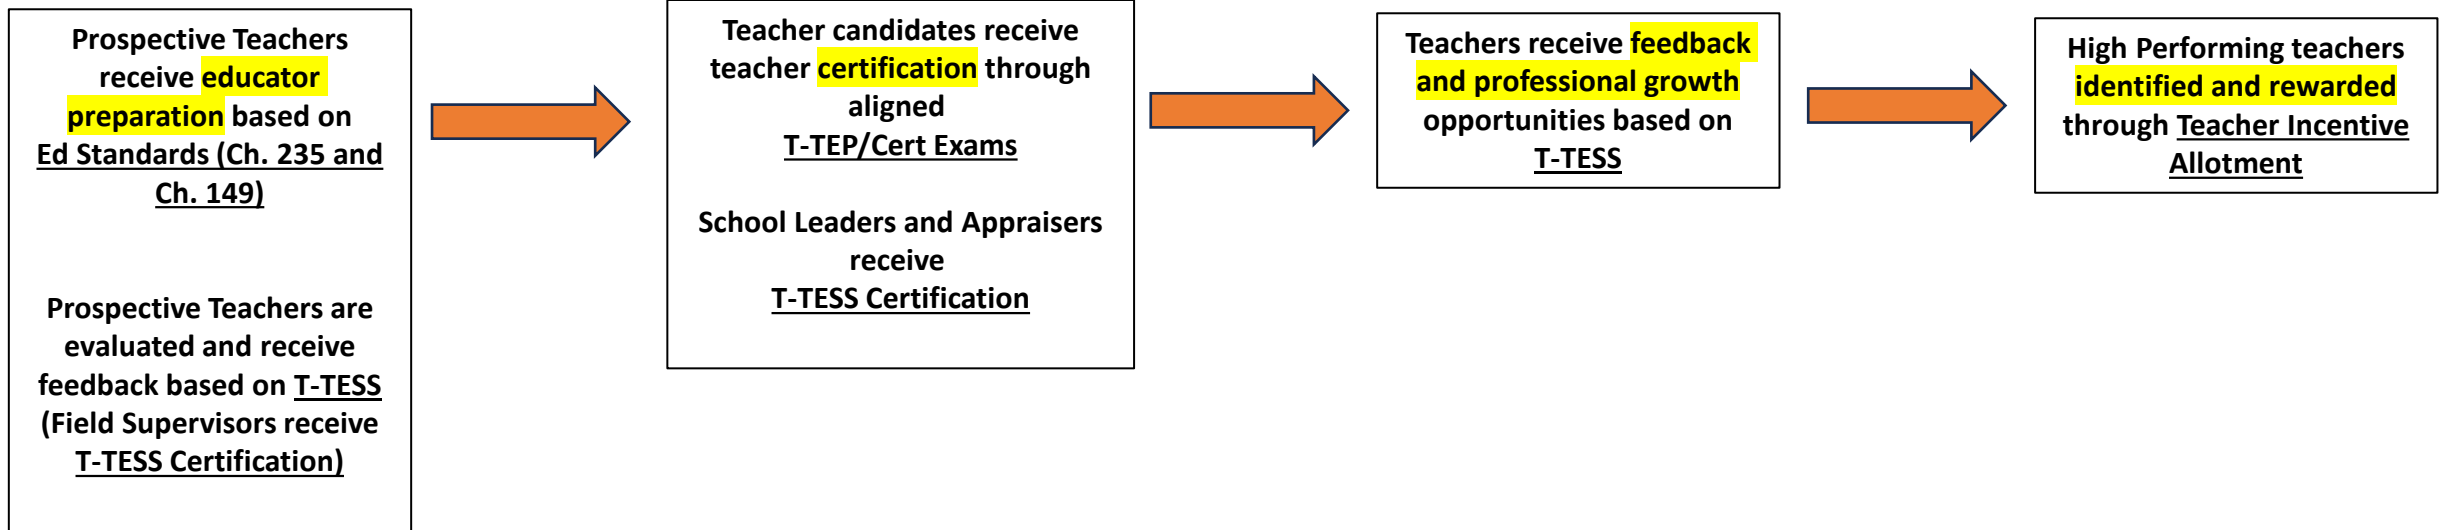 Prospective Teachers
receive educator
preparation based on
Ed Standards (Ch. 235 and
Ch. 149)
Prospective Teachers are
evaluated and receive
feedback based on T-TESS
(Field Supervisors receive
T-TESS Certification)
Teacher candidates receive
teacher certification through
aligned
T-TEP/Cert Exams
School Leaders and Appraisers
receive
T-TESS Certification
Teachers receive feedback
and professional growth
opportunities based on
T-TESS
High Performing teachers
identified and rewarded
through Teacher Incentive
Allotment